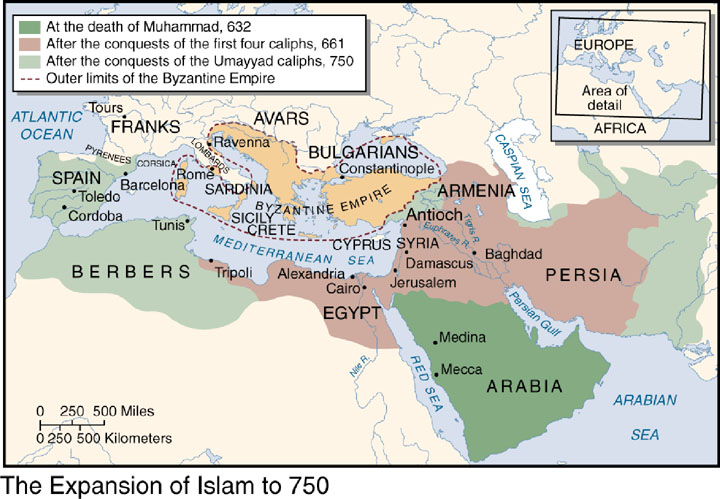 At the death of Muhammad, 632
After the conquests of the first four caliphs, 661
After the conquests of the Umayyad caliphs, 750
Outer limits of the Byzantine Empire
EUROPE
Area of
detail
AFRICA
ATLANTIC
OCEAN
Tours
FRANKS
AVARS
PYRENEES
CORSICA
LOMBARDS
Ravenna
BULGARIANS
Constantinople
CASPIAN SEA
SPAIN
Toledo
Cordoba
Barcelona
Rome
SARDINIA
SICILY
CRETE
BYZANTINE EMPIRE
ARMENIA
Antioch
Tigris R.
Euphrates R.
Tunis
MEDITERRANEAN SEA
CYPRUS
SYRIA
Damascus
Baghdad
PERSIA
BERBERS
Tripoli
Alexandria
Cairo
Jerusalem
EGYPT
Persian Gulf
Nile R.
Medina
Mecca
RED SEA
ARABIA
ARABIAN
SEA
0 250 500 Miles
0 250 500 Kilometers
The Expansion of Islam to 750